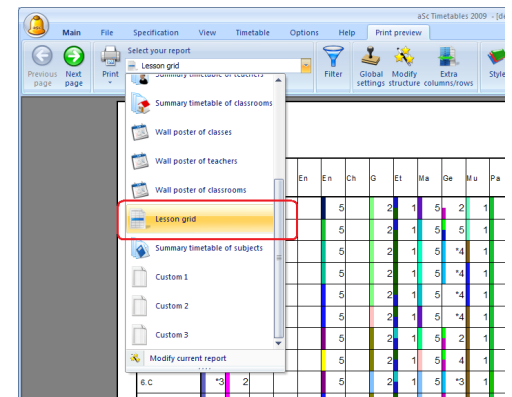 aSc Timetables 2009 - [de
Main File Specification View Timetable Options Help Print preview
Previous page
Next page
Print
Select your report
Lesson grid
Filter
Global settings
Modify structure
Extra columns/rows
Style
Summary timetable of teachers
Summary timetable of classrooms
Wall poster of classes
Wall poster of teachers
Wall poster of classrooms
Lesson grid
Summary timetable of subjects
Custom 1
Custom 2
Custom 3
Modify current report
En En Ch G Et Ma Ge Mu Pa
5 2 1 5 2 1
5 2 1 5 5 1
5 2 1 5 *4 1
5 2 1 5 *4 1
5 2 1 5 *4 1
5 2 1 5 *4 1
5 2 1 5 2 1
5 2 1 5 4 1
6.C *3 2 5 2 1 5 *3 1